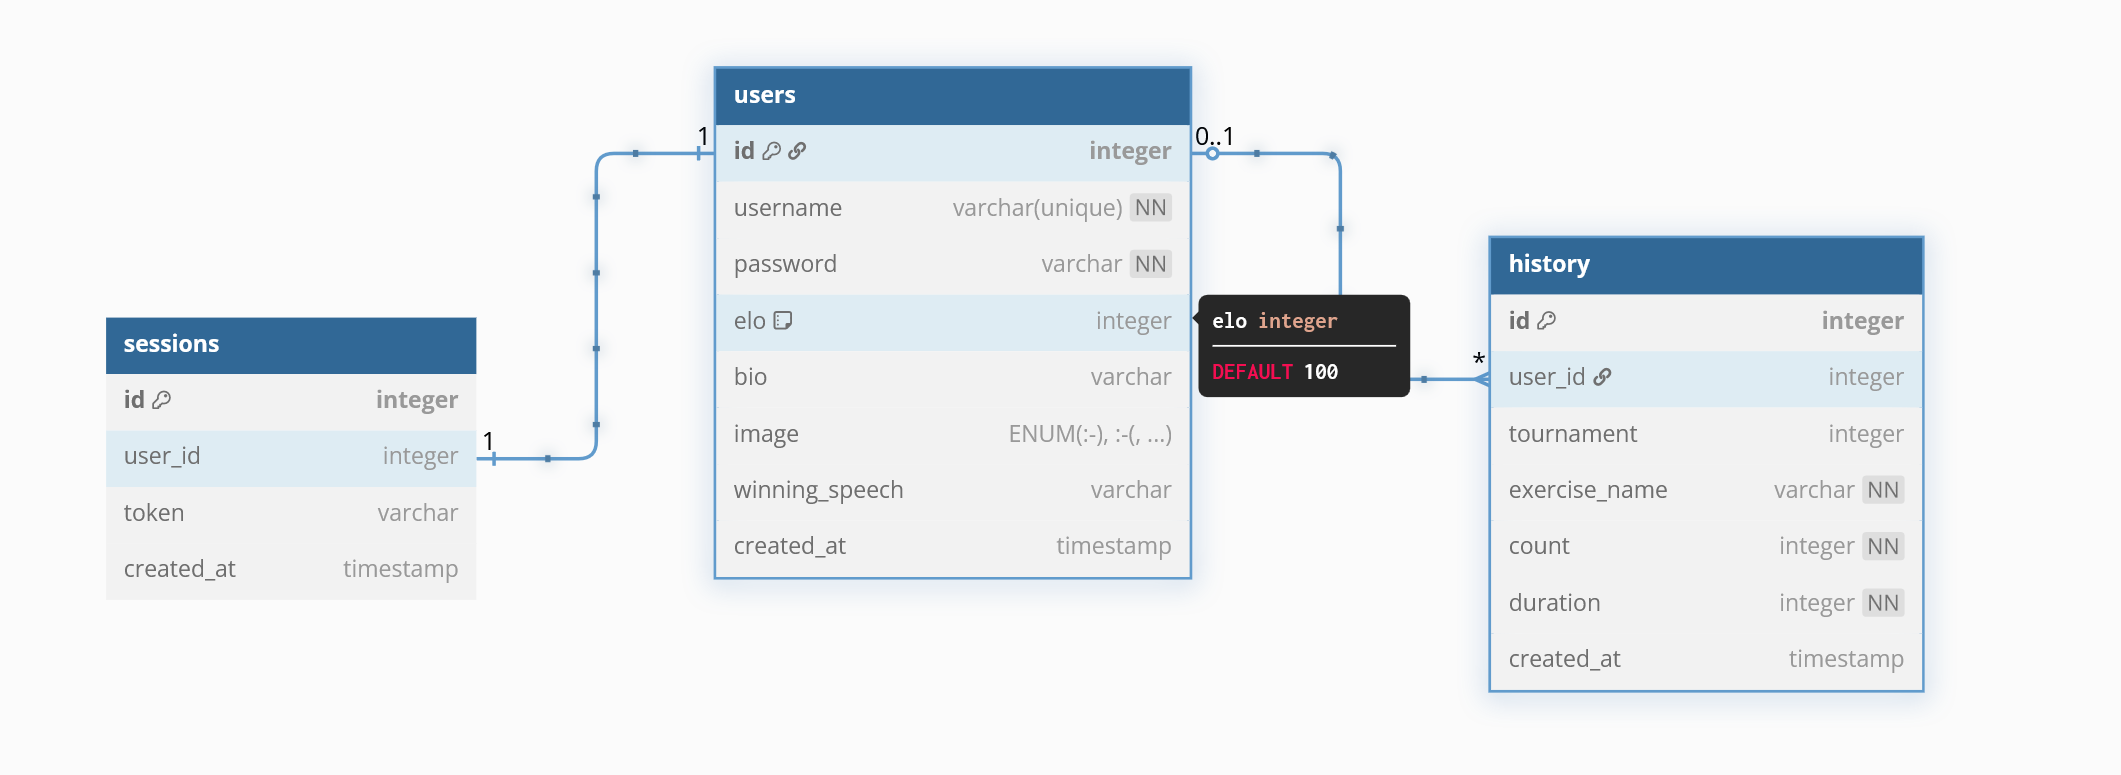 users
1
0..1
id integer
username varchar(unique) NN
password varchar NN
elo integer
bio varchar
image ENUM(:-), :-(, ...)
winning_speech varchar
created_at timestamp
elo integer
DEFAULT 100
sessions
id integer
user_id integer
1
token varchar
created_at timestamp
history
id integer
*
user_id integer
tournament integer
exercise_name varchar NN
count integer NN
duration integer NN
created_at timestamp